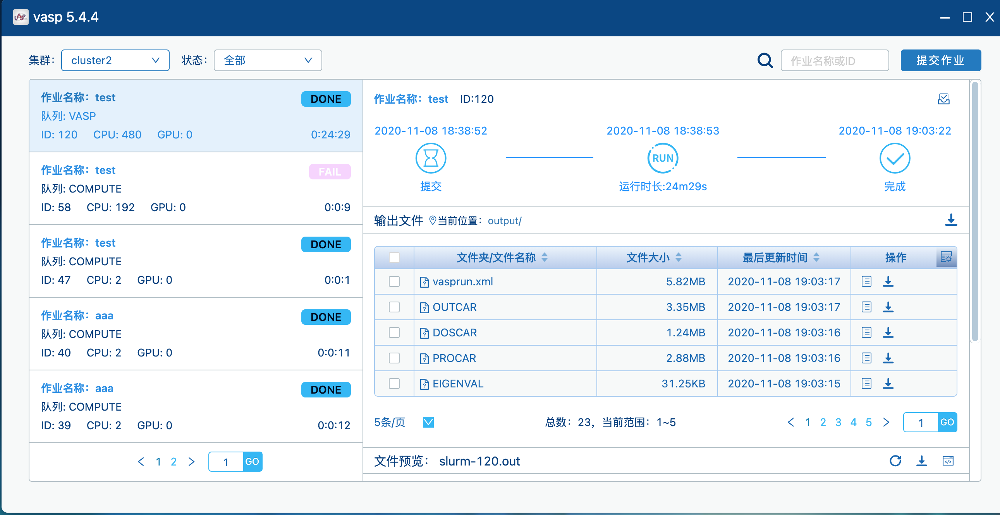 vasp 5.4.4
集群： cluster2 状态： 全部 作业名称或ID 提交作业
作业名称：test DONE
队列: VASP
ID: 120 CPU: 480 GPU: 0 0:24:29
作业名称：test FAIL
队列: COMPUTE
ID: 58 CPU: 192 GPU: 0 0:0:9
作业名称：test DONE
队列: COMPUTE
ID: 47 CPU: 2 GPU: 0 0:0:1
作业名称：aaa DONE
队列: COMPUTE
ID: 40 CPU: 2 GPU: 0 0:0:11
作业名称：aaa DONE
队列: COMPUTE
ID: 39 CPU: 2 GPU: 0 0:0:12
< 1 2 > 1 GO
作业名称：test ID:120
2020-11-08 18:38:52 2020-11-08 18:38:53 2020-11-08 19:03:22
RUN
提交 运行时长:24m29s 完成
输出文件 当前位置： output/
文件夹/文件名称 文件大小 最后更新时间 操作
vasprun.xml 5.82MB 2020-11-08 19:03:17
OUTCAR 3.35MB 2020-11-08 19:03:17
DOSCAR 1.24MB 2020-11-08 19:03:16
PROCAR 2.88MB 2020-11-08 19:03:16
EIGENVAL 31.25KB 2020-11-08 19:03:15
5条/页 总数：23，当前范围：1~5 < 1 2 3 4 5 > 1 GO
文件预览： slurm-120.out